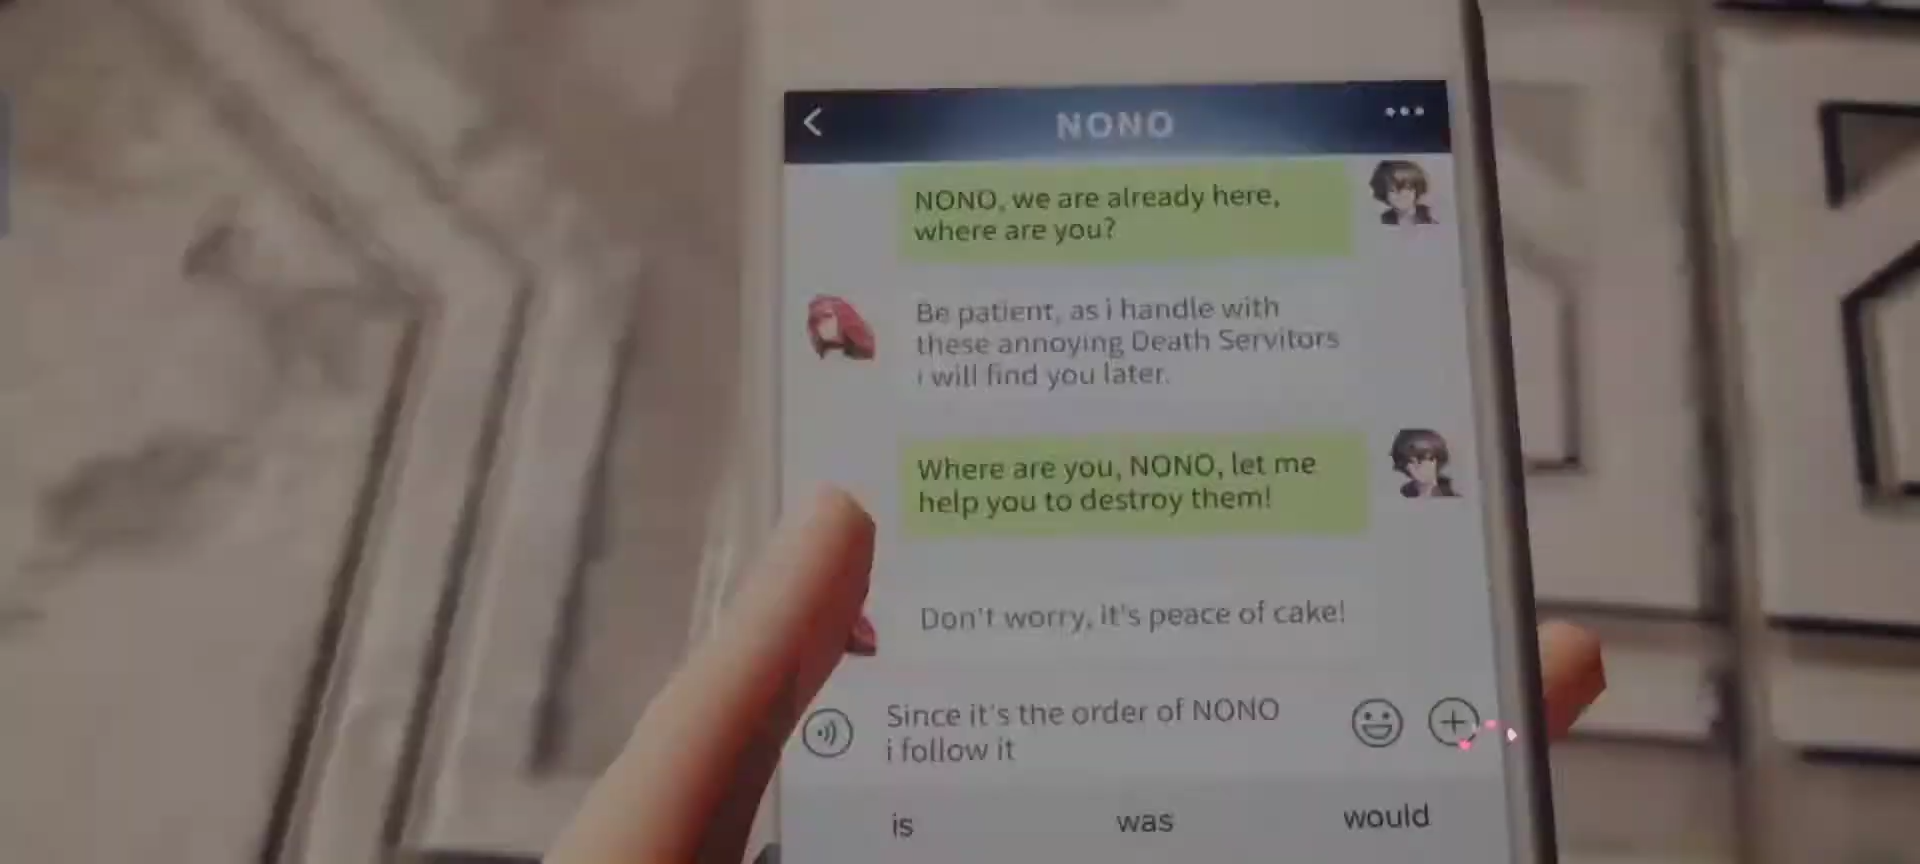 NONO
NONO, we are already here,
where are you?
Be patient, as i handle with
these annoying Death Servitors
i will find you later.
Where are you, NONO, let me
help you to destroy them!
Don't worry, it's peace of cake!
Since it's the order of NONO
i follow it
is was would